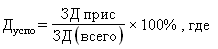 Дуспо = ЗД прис / ЗД(всего) × 100% , где